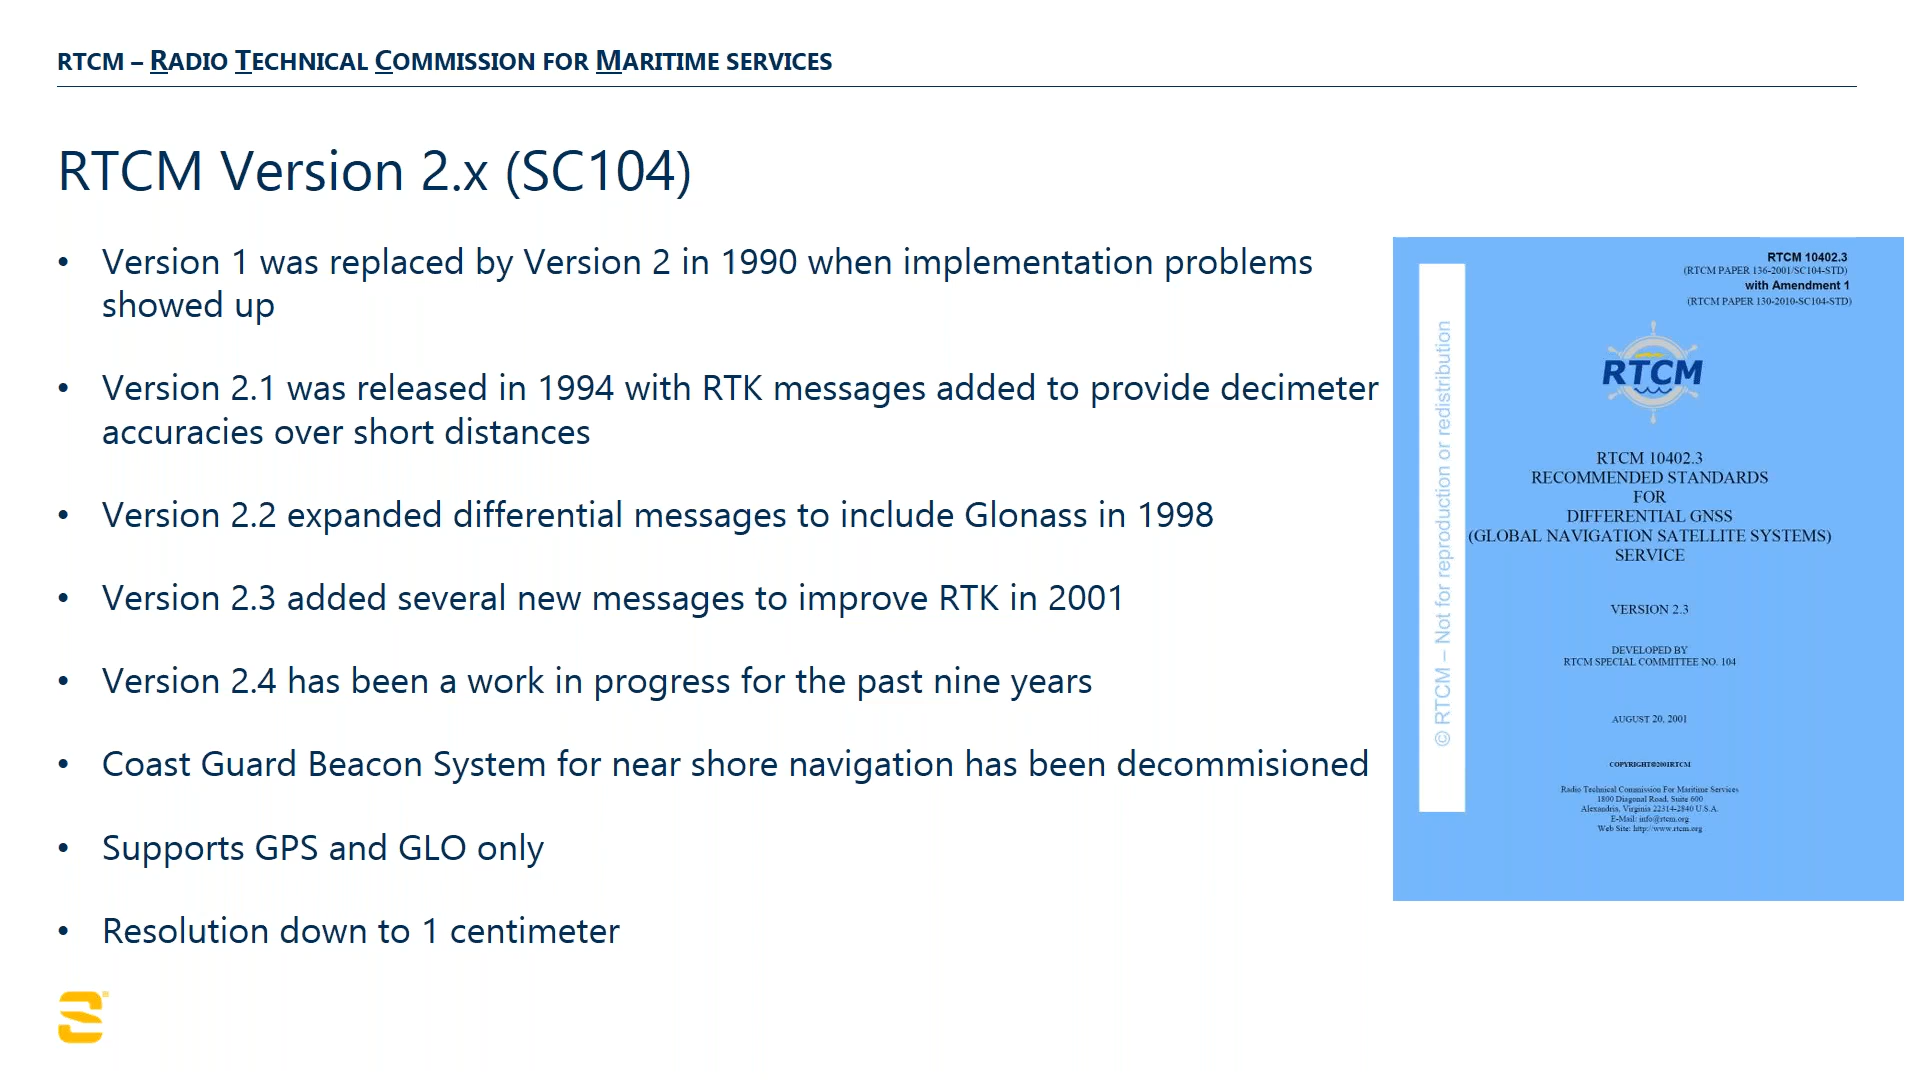 RTCM – RADIO TECHNICAL COMMISSION FOR MARITIME SERVICES
RTCM Version 2.x (SC104)
• Version 1 was replaced by Version 2 in 1990 when implementation problems
showed up
• Version 2.1 was released in 1994 with RTK messages added to provide decimeter
accuracies over short distances
• Version 2.2 expanded differential messages to include Glonass in 1998
• Version 2.3 added several new messages to improve RTK in 2001
• Version 2.4 has been a work in progress for the past nine years
• Coast Guard Beacon System for near shore navigation has been decommisioned
• Supports GPS and GLO only
• Resolution down to 1 centimeter
RTCM 10402.3
(RTCM PAPER 136-2001/SC104-STD)
with Amendment 1
(RTCM PAPER 130-2010-SC104-STD)
© RTCM – Not for reproduction or redistribution
RTCM
RTCM 10402.3
RECOMMENDED STANDARDS
FOR
DIFFERENTIAL GNSS
(GLOBAL NAVIGATION SATELLITE SYSTEMS)
SERVICE
VERSION 2.3
DEVELOPED BY
RTCM SPECIAL COMMITTEE NO. 104
AUGUST 20, 2001
COPYRIGHT©2001RTCM
Radio Technical Commission For Maritime Services
1800 Diagonal Road, Suite 600
Alexandria, Virginia 22314-2840 U.S.A.
E-Mail: info@rtcm.org
Web Site: http://www.rtcm.org